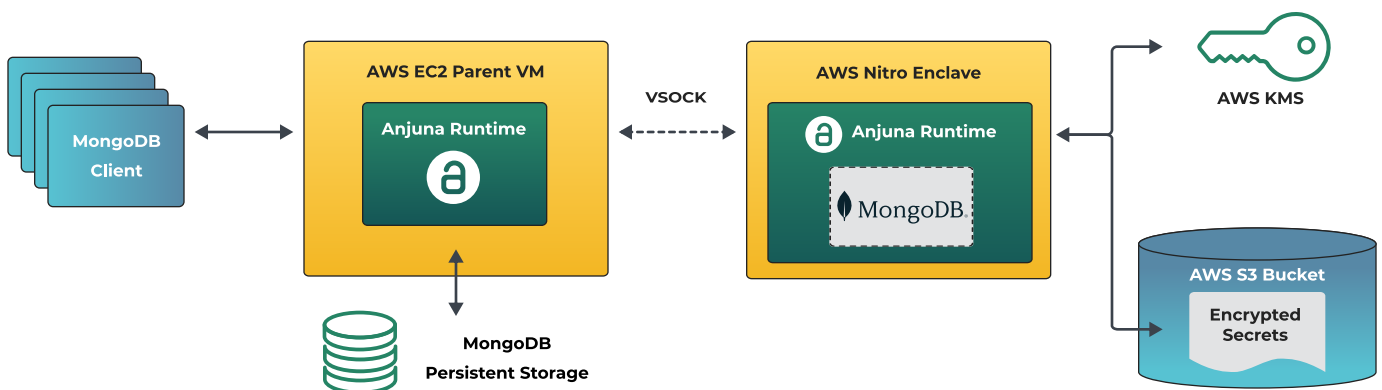 MongoDB
Client
AWS EC2 Parent VM
Anjuna Runtime
a
MongoDB
Persistent Storage
VSOCK
AWS Nitro Enclave
a
Anjuna Runtime
MongoDB.
AWS KMS
AWS S3 Bucket
Encrypted
Secrets